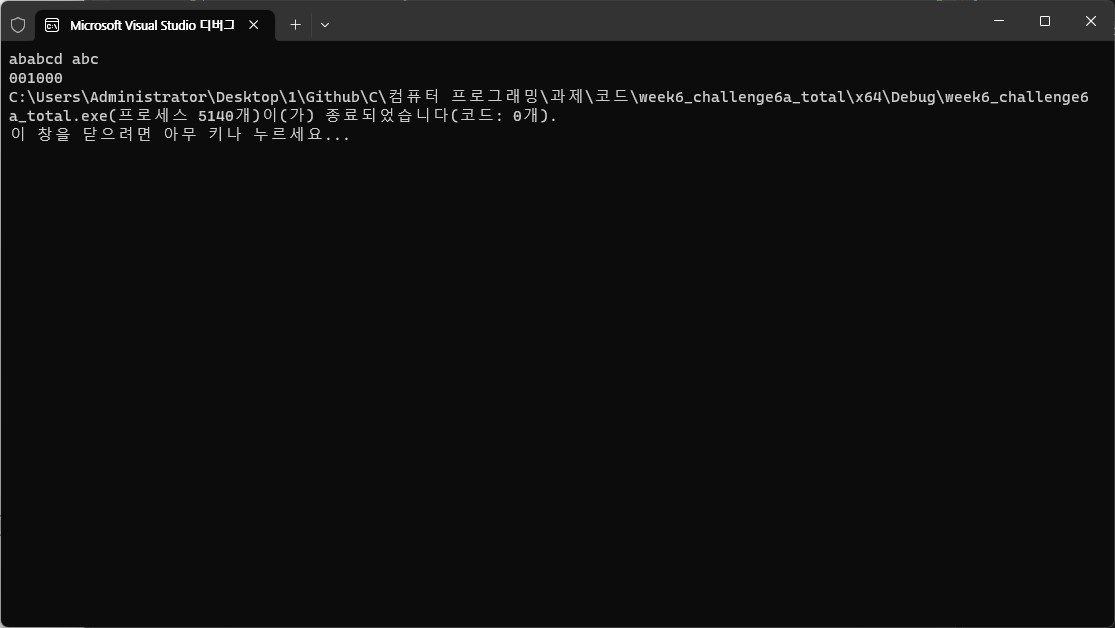 Microsoft Visual Studio 디버그
ababcd abc
001000
C:\Users\Administrator\Desktop\1\Github\C\컴퓨터 프로그래밍\과제\코드\week6_challenge6a_total\x64\Debug\week6_challenge6
a_total.exe(프로세스 5140개)이(가) 종료되었습니다(코드: 0개).
이 창을 닫으려면 아무 키나 누르세요...